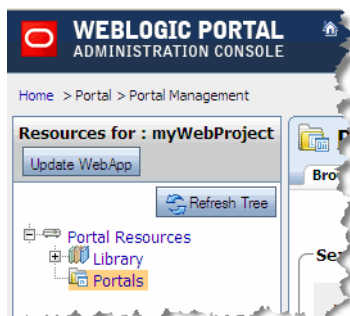 WEBLOGIC PORTAL
ADMINISTRATION CONSOLE
Home > Portal > Portal Management
Resources for : myWebProject
Update WebApp
Refresh Tree
Portal Resources
Library
Portals